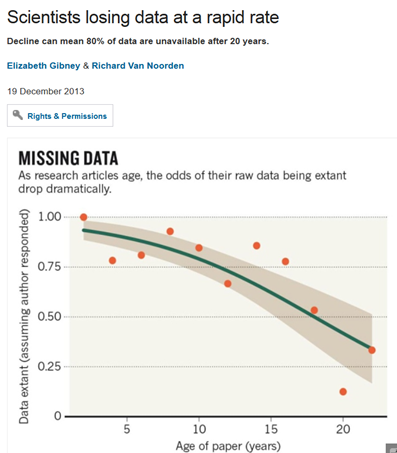 Scientists losing data at a rapid rate
Decline can mean 80% of data are unavailable after 20 years.
Elizabeth Gibney & Richard Van Noorden
19 December 2013
Rights & Permissions
MISSING DATA
As research articles age, the odds of their raw data being extant
drop dramatically.
Data extant (assuming author responded)
1.00
0.75
0.50
0.25
0
5
10
15
20
Age of paper (years)